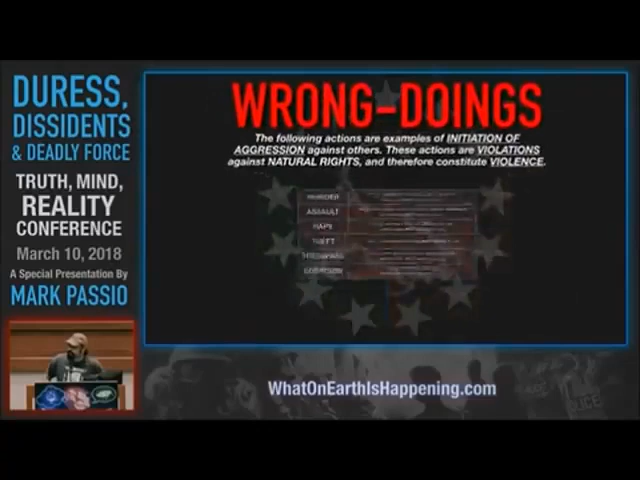 DURESS,
DISSIDENTS
& DEADLY FORCE
TRUTH, MIND,
REALITY
CONFERENCE
March 10, 2018
A Special Presentation By
MARK PASSIO
WRONG-DOINGS
The following actions are examples of INITIATION OF
AGGRESSION against others. These actions are VIOLATIONS
against NATURAL RIGHTS, and therefore constitute VIOLENCE.
MURDER
ASSAULT
RAPE
THEFT
TRESPASS
COERCION
WhatOnEarthIsHappening.com